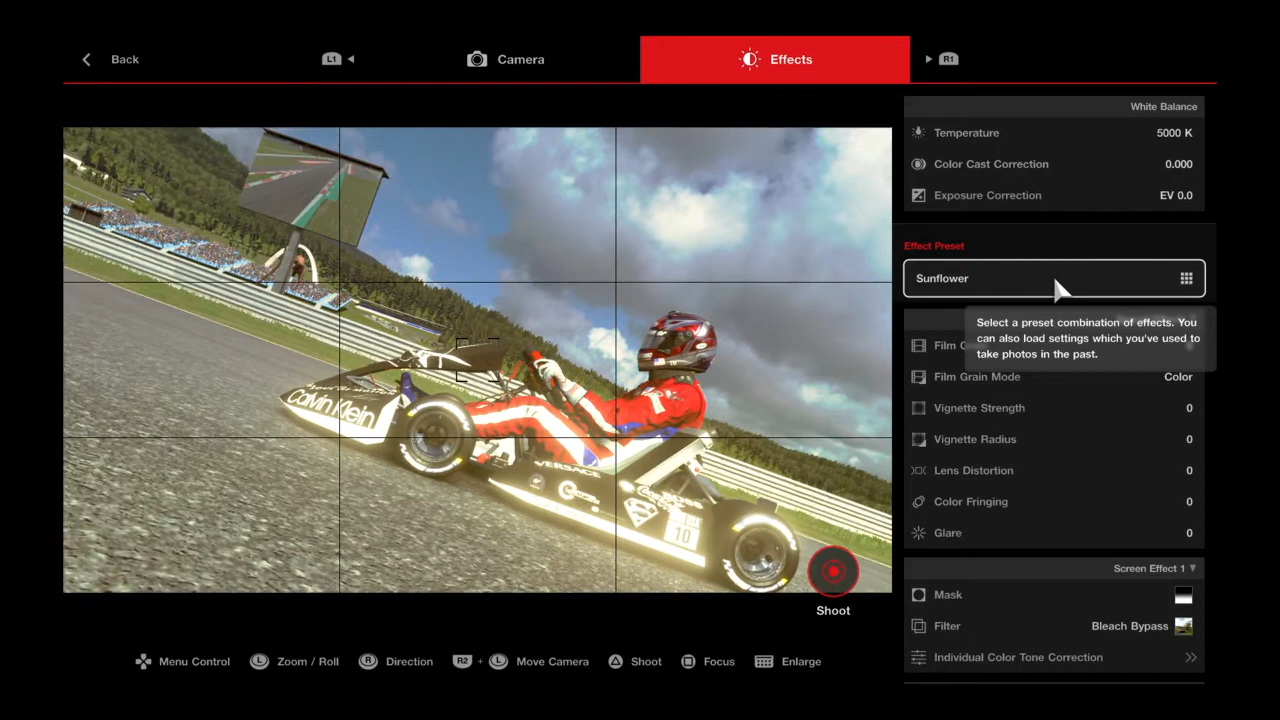 Back
L1
Camera
Effects
R1
White Balance
Temperature
5000 K
Color Cast Correction
0.000
Exposure Correction
EV 0.0
Effect Preset
Sunflower
Select a preset combination of effects. You
can also load settings which you've used to
take photos in the past.
Film
Film Grain Mode
Color
Vignette Strength
0
Vignette Radius
0
Lens Distortion
0
Color Fringing
0
Glare
0
Screen Effect 1
Mask
Filter
Bleach Bypass
Individual Color Tone Correction
Calvin Klein
VERSACE
10
Shoot
Menu Control
L
Zoom / Roll
R
Direction
R2 + L
Move Camera
Shoot
Focus
Enlarge